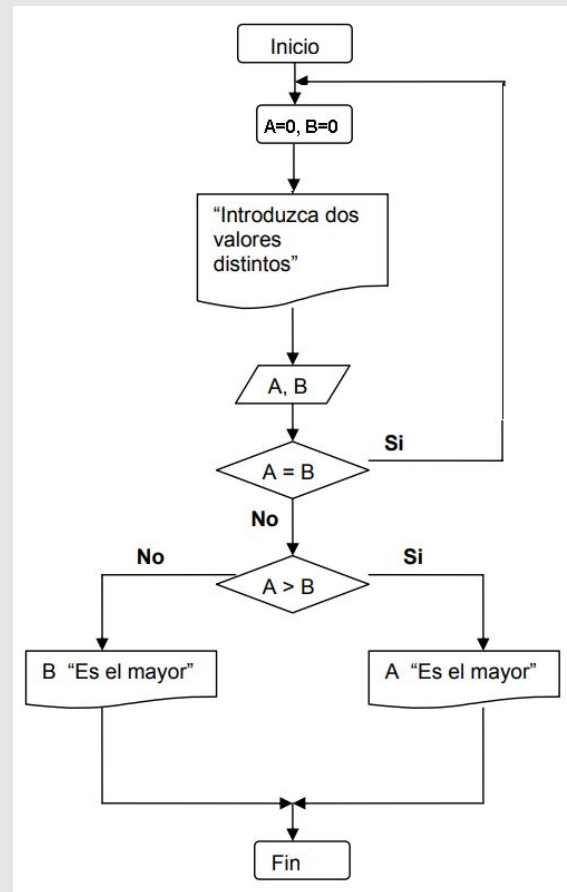 Inicio
A=0, B=0
“Introduzca dos
valores
distintos”
A, B
Si
A = B
No
No
Si
A > B
B “Es el mayor”
A “Es el mayor”
Fin